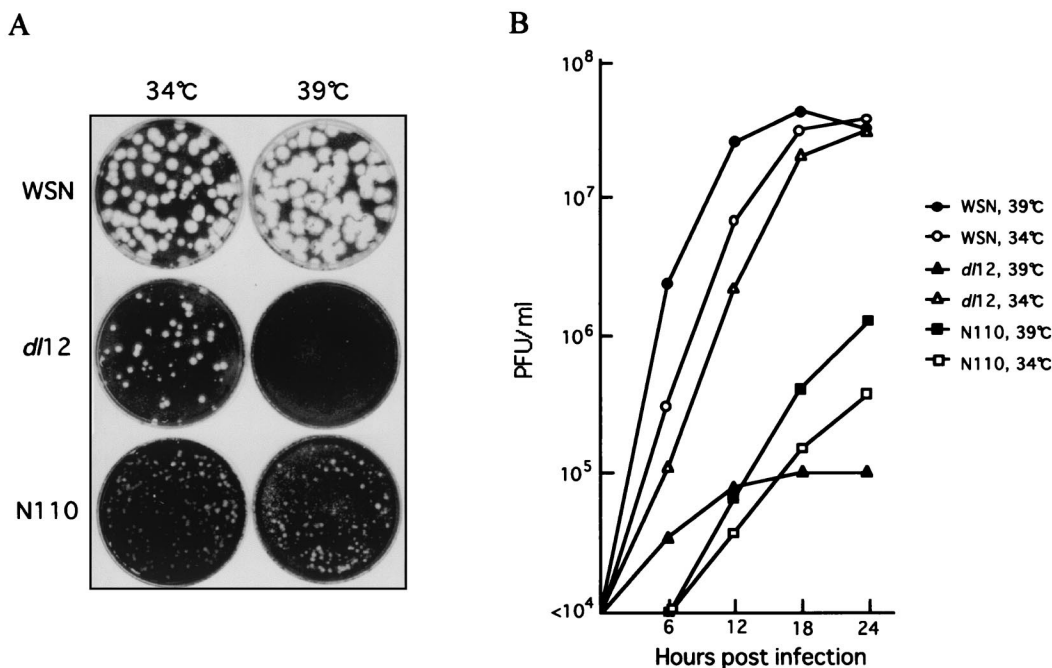 A
34℃ 39℃
WSN
dl12
N110
B
10⁸
10⁷
10⁶
10⁵
<10⁴
PFU/ml
6 12 18 24
Hours post infection
WSN, 39℃
WSN, 34℃
dl12, 39℃
dl12, 34℃
N110, 39℃
N110, 34℃